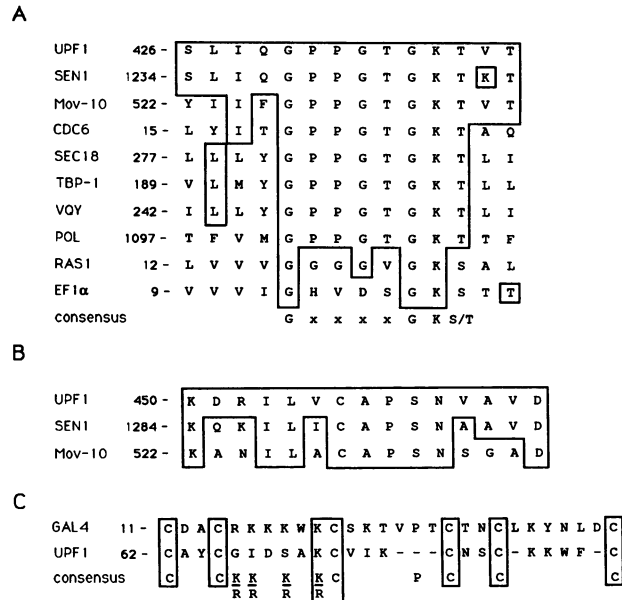 A
UPF1 426 - S L I Q G P P G T G K T V T
SEN1 1234 - S L I Q G P P G T G K T K T
Mov-10 522 - Y I I F G P P G T G K T V T
CDC6 15 - L Y I T G P P G T G K T A Q
SEC18 277 - L L L Y G P P G T G K T L I
TBP-1 189 - V L M Y G P P G T G K T L L
VQY 242 - I L L Y G P P G T G K T L I
POL 1097 - T F V M G P P G T G K T T F
RAS1 12 - L V V V G G G G V G K S A L
EF1α 9 - V V V I G H V D S G K S T T
consensus G x x x x G K S/T
B
UPF1 450 - K D R I L V C A P S N V A V D
SEN1 1284 - K Q K I L I C A P S N A A V D
Mov-10 522 - K A N I L A C A P S N S G A D
C
GAL4 11 - C D A C R K K K W K C S K T V P T C T N C L K Y N L D C
UPF1 62 - C A Y C G I D S A K C V I K - - - C N S C - K K W F - C
consensus C C K K K K C P C C C
R R R R